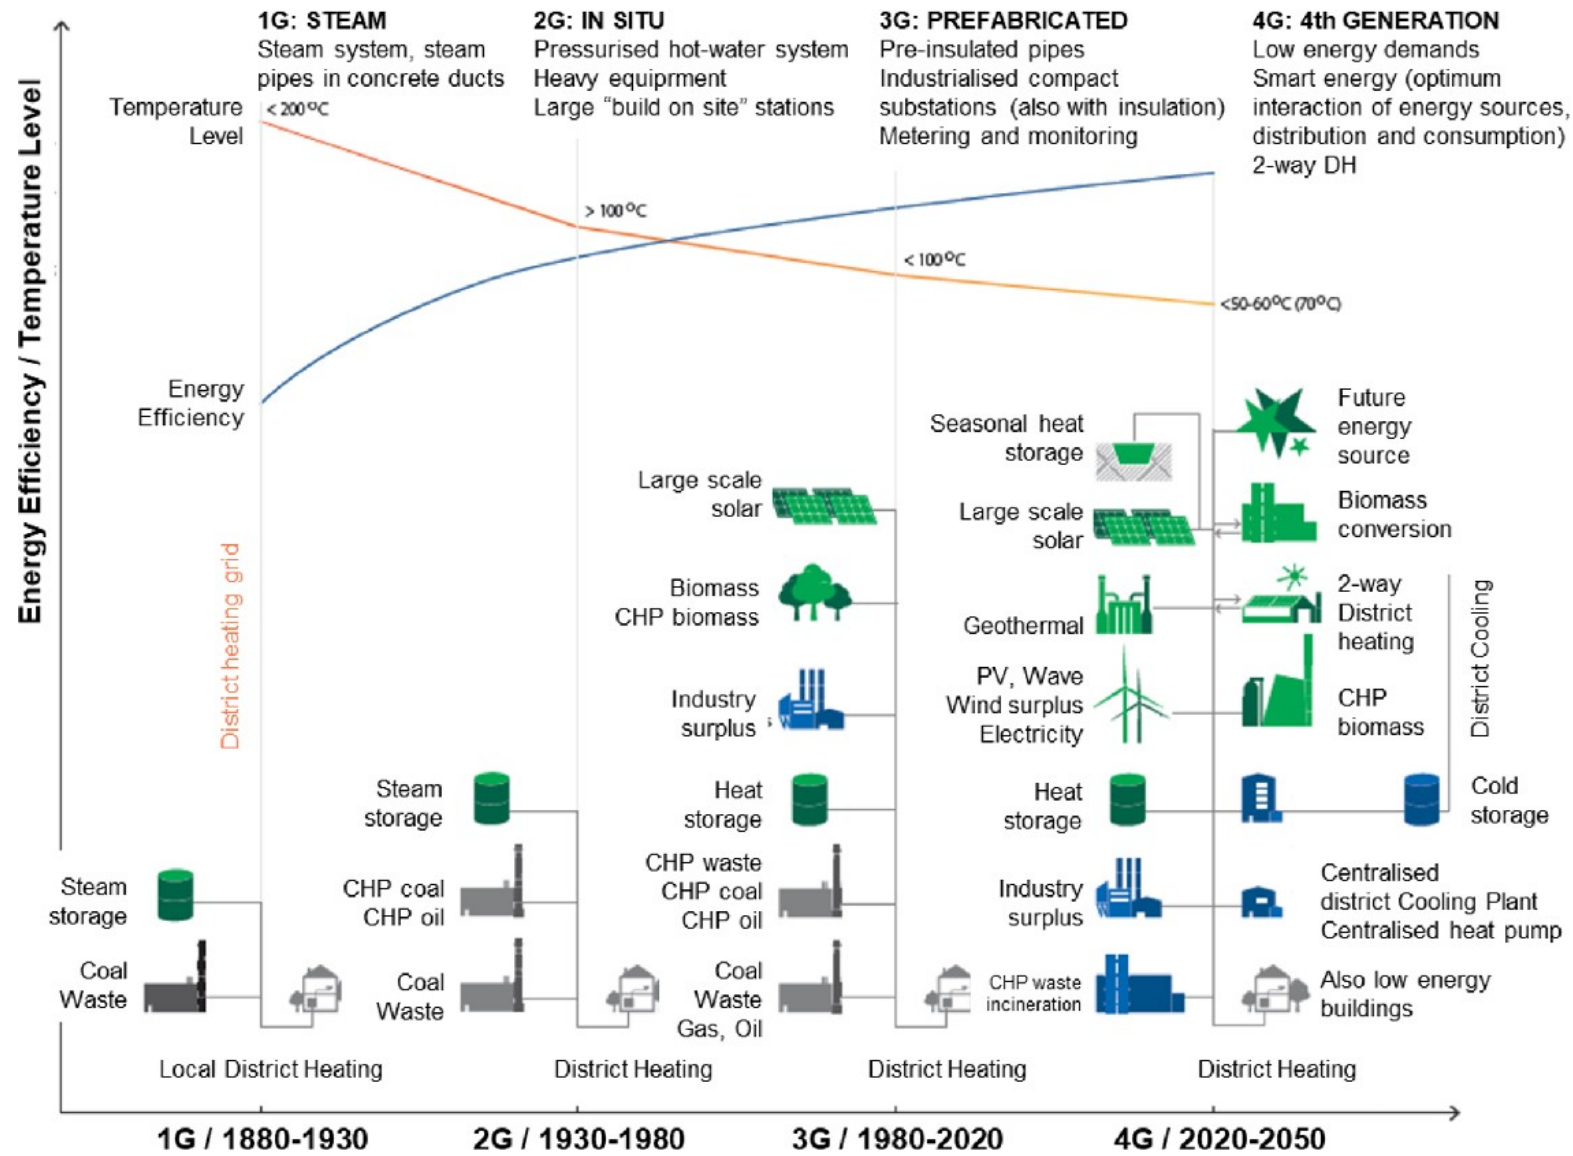 1G: STEAM
Steam system, steam
pipes in concrete ducts
2G: IN SITU
Pressurised hot-water system
Heavy equiprment
Large “build on site” stations
3G: PREFABRICATED
Pre-insulated pipes
Industrialised compact
substations (also with insulation)
Metering and monitoring
4G: 4th GENERATION
Low energy demands
Smart energy (optimum
interaction of energy sources,
distribution and consumption)
2-way DH
Energy Efficiency / Temperature Level
Temperature
Level
< 200°C
> 100°C
< 100°C
<50-60°C (70°C)
Energy
Efficiency
District heating grid
Steam
storage
Coal
Waste
Local District Heating
Steam
storage
CHP coal
CHP oil
Coal
Waste
District Heating
Large scale
solar
Biomass
CHP biomass
Industry
surplus
s
Heat
storage
CHP waste
CHP coal
CHP oil
Coal
Waste
Gas, Oil
District Heating
Seasonal heat
storage
Large scale
solar
Geothermal
PV, Wave
Wind surplus
Electricity
Heat
storage
Industry
surplus
CHP waste
incineration
Future
energy
source
Biomass
conversion
2-way
District
heating
CHP
biomass
District Cooling
Cold
storage
Centralised
district Cooling Plant
Centralised heat pump
Also low energy
buildings
District Heating
1G / 1880-1930
2G / 1930-1980
3G / 1980-2020
4G / 2020-2050